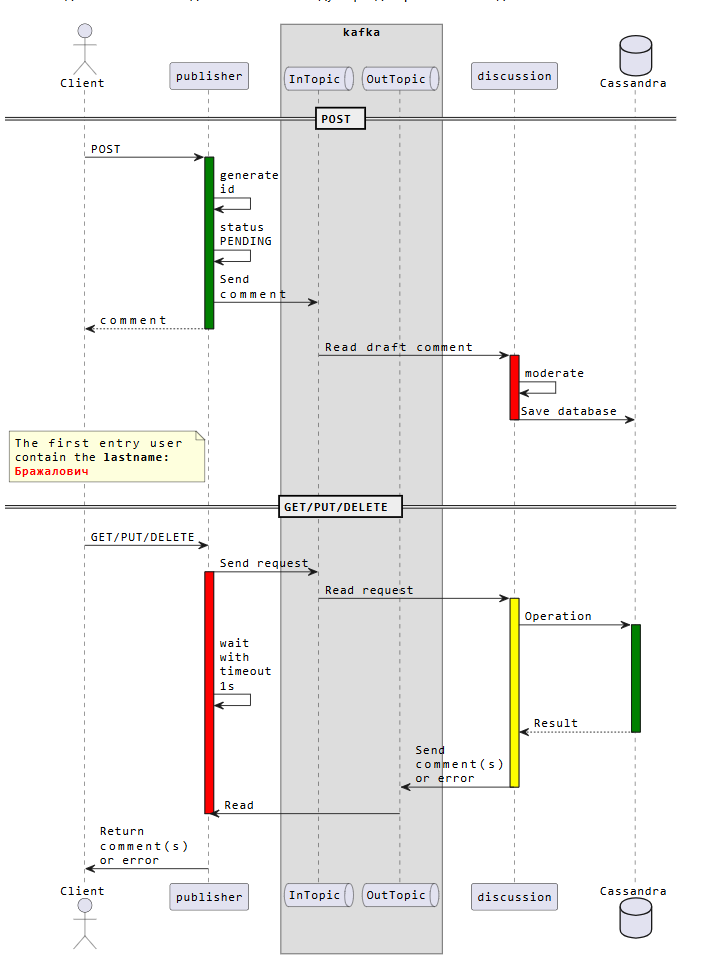 kafka
Client
publisher
InTopic
OutTopic
discussion
Cassandra
POST
POST
generate
id
status
PENDING
Send
comment
comment
Read draft comment
moderate
Save database
The first entry user
contain the lastname:
Бражалович
GET/PUT/DELETE
GET/PUT/DELETE
Send request
Read request
Operation
wait
with
timeout
1s
Result
Send
comment(s)
or error
Read
Return
comment(s)
or error
Client
publisher
InTopic
OutTopic
discussion
Cassandra